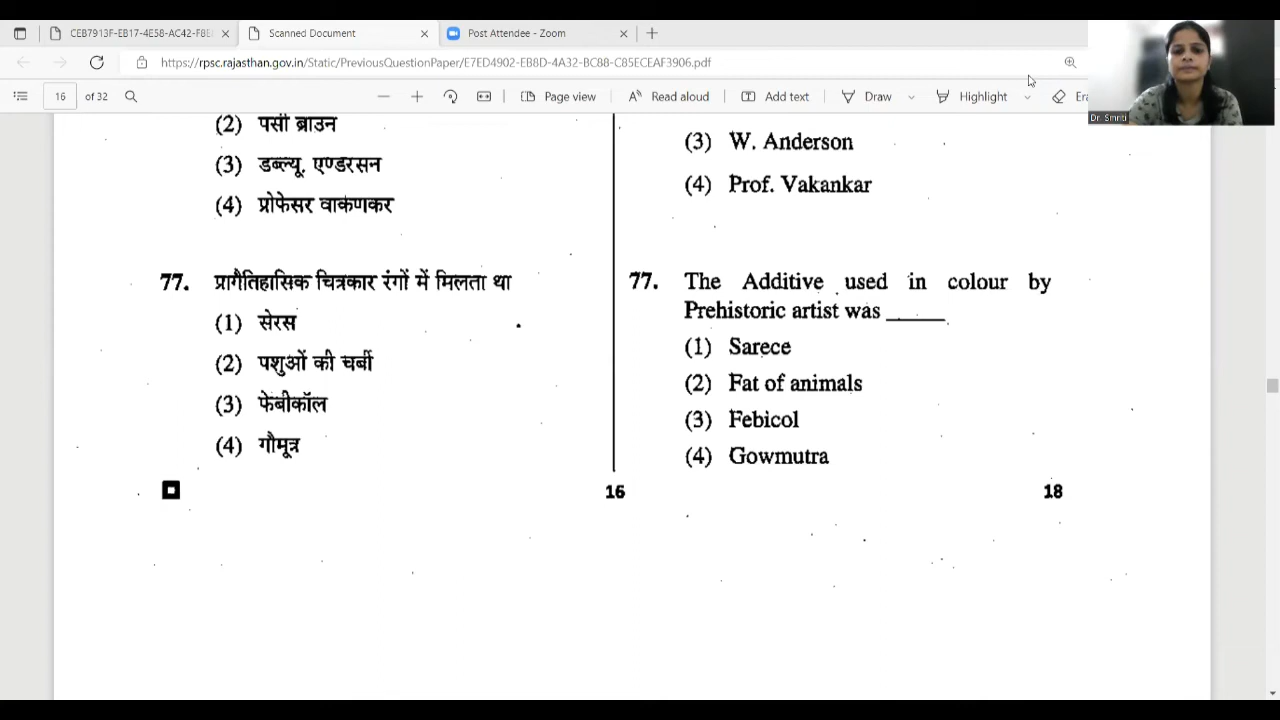 CEB7913F-EB17-4E58-AC42-F8E
Scanned Document
Post Attendee - Zoom
https://rpsc.rajasthan.gov.in/Static/PreviousQuestionPaper/E7ED4902-EB8D-4A32-BC88-C85ECEAF3906.pdf
16 of 32
Page view
Read aloud
Add text
Draw
Highlight
Era
Dr. Smriti
(2) पर्सी ब्राउन
(3) डब्ल्यू. एण्डरसन
(4) प्रोफेसर वाकणकर
77. प्रागैतिहासिक चित्रकार रंगों में मिलता था
(1) सेरस
(2) पशुओं की चर्बी
(3) फेबीकॉल
(4) गौमूत्र
(3) W. Anderson
(4) Prof. Vakankar
77. The Additive used in colour by
Prehistoric artist was _____
(1) Sarece
(2) Fat of animals
(3) Febicol
(4) Gowmutra
16
18